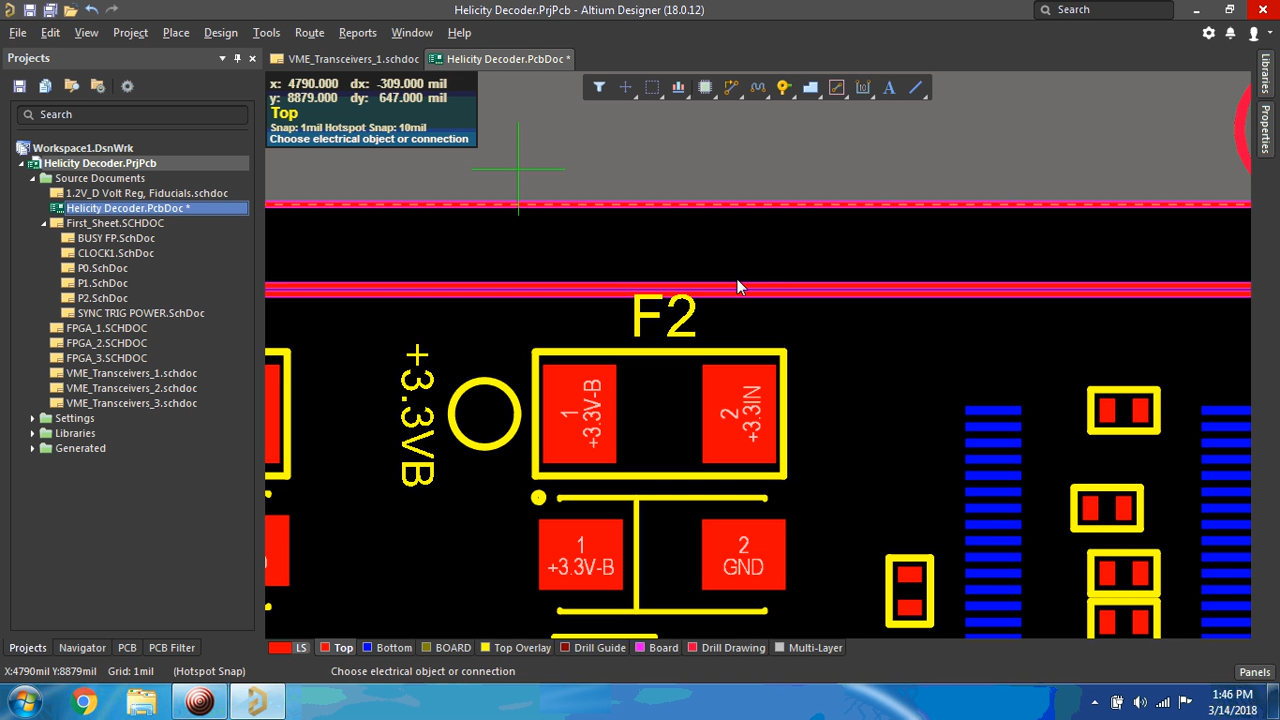 Helicity Decoder.PrjPcb - Altium Designer (18.0.12)
Search
File Edit View Project Place Design Tools Route Reports Window Help
Projects
VME_Transceivers_1.schdoc
Helicity Decoder.PcbDoc *
x: 4790.000 dx: -309.000 mil
y: 8879.000 dy: 647.000 mil
Top
Snap: 1mil Hotspot Snap: 10mil
Choose electrical object or connection
Search
Workspace1.DsnWrk
Helicity Decoder.PrjPcb
Source Documents
1.2V_D Volt Reg, Fiducials.schdoc
Helicity Decoder.PcbDoc *
First_Sheet.SCHDOC
BUSY FP.SchDoc
CLOCK1.SchDoc
P0.SchDoc
P1.SchDoc
P2.SchDoc
SYNC TRIG POWER.SchDoc
FPGA_1.SCHDOC
FPGA_2.SCHDOC
FPGA_3.SCHDOC
VME_Transceivers_1.schdoc
VME_Transceivers_2.schdoc
VME_Transceivers_3.schdoc
Settings
Libraries
Generated
F2
+3.3VB
1
+3.3V-B
2
+3.3IN
1
+3.3V-B
2
GND
Libraries
Properties
Projects Navigator PCB PCB Filter
LS Top Bottom BOARD Top Overlay Drill Guide Board Drill Drawing Multi-Layer
X:4790mil Y:8879mil Grid: 1mil (Hotspot Snap) Choose electrical object or connection
Panels
1:46 PM
3/14/2018